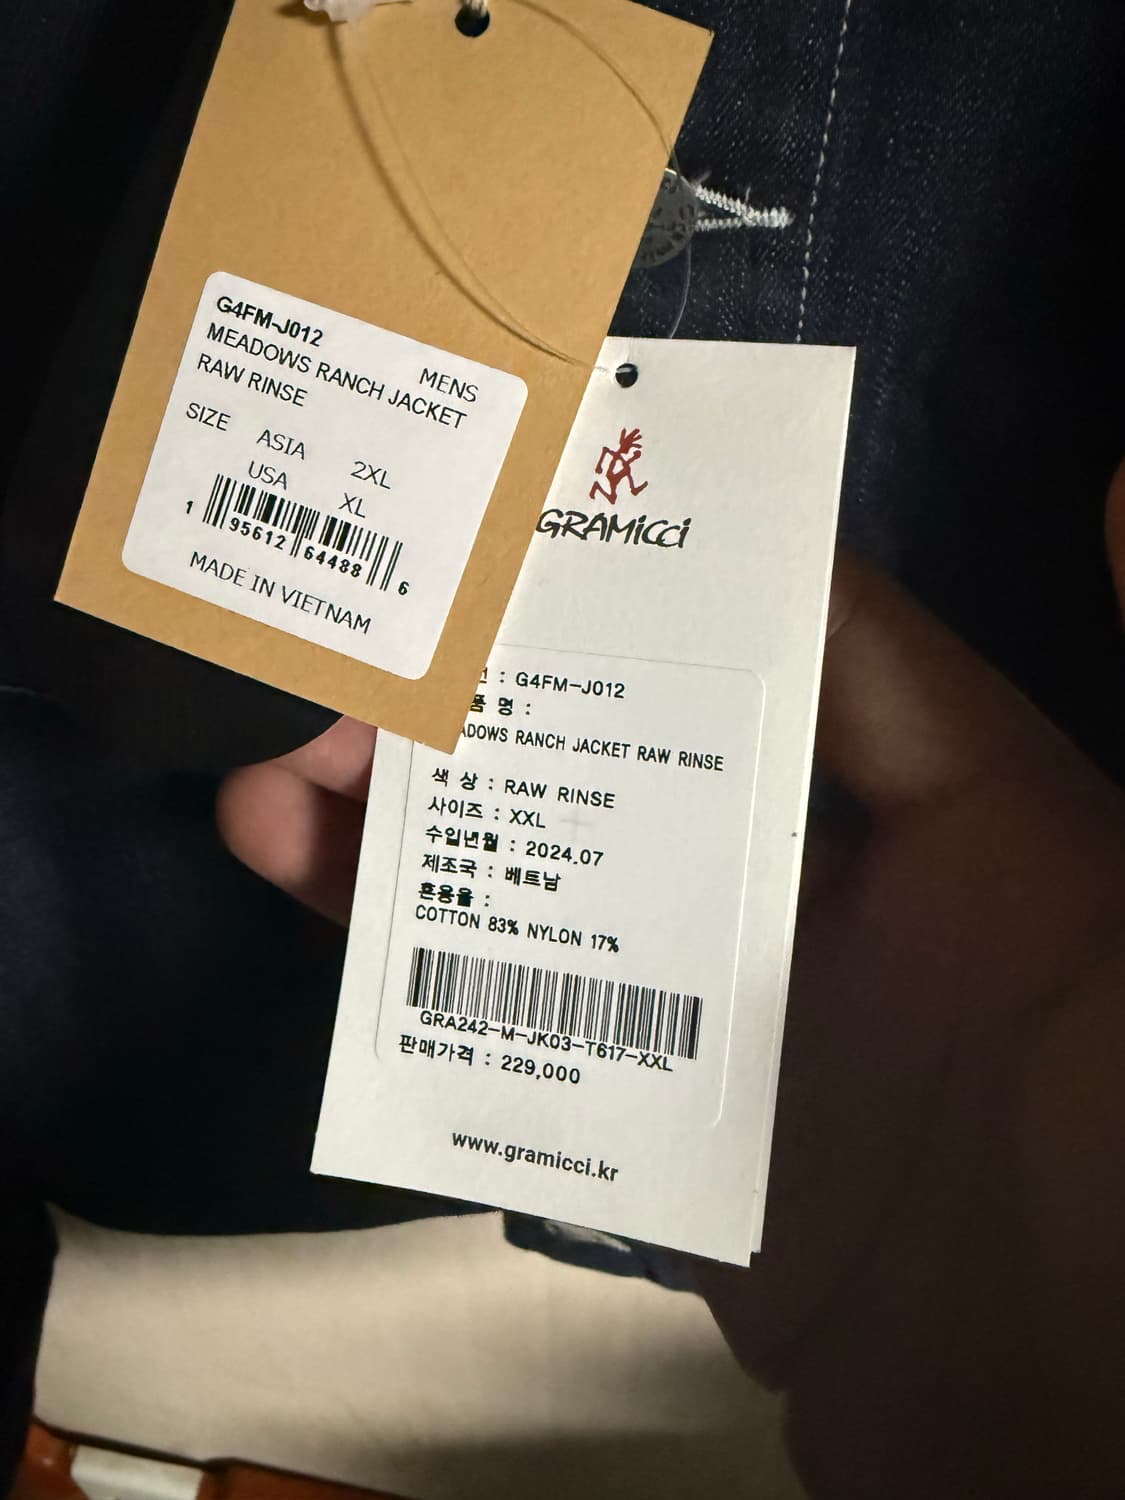 G4FM-J012
MENS
MEADOWS RANCH JACKET
RAW RINSE
SIZE ASIA 2XL
USA XL
1 95612 64488 6
MADE IN VIETNAM
GRAMiCCi
: G4FM-J012
품 명 :
RANCH JACKET RAW RINSE
색 상 : RAW RINSE
사이즈 : XXL
수입년월 : 2024.07
제조국 : 베트남
혼용율 :
COTTON 83% NYLON 17%
GRA242-M-JK03-T617-XXL
판매가격 : 229,000
www.gramicci.kr